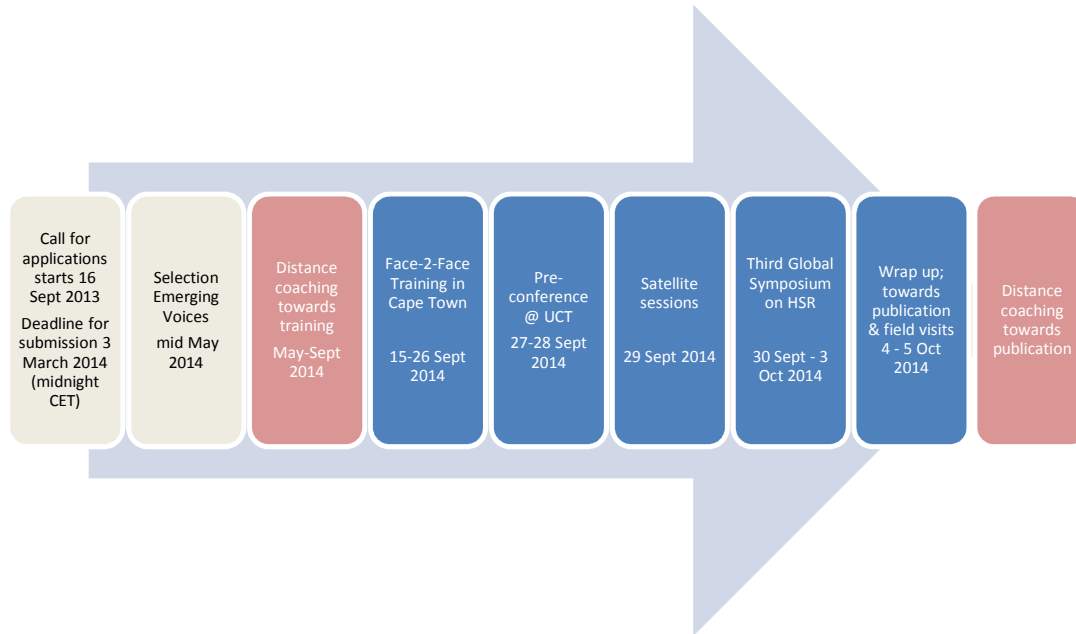 Call for
applications
starts 16
Sept 2013
Deadline for
submission 3
March 2014
(midnight
CET)
Selection
Emerging
Voices
mid May
2014
Distance
coaching
towards
training
May-Sept
2014
Face-2-Face
Training in
Cape Town
15-26 Sept
2014
Pre-
conference
@ UCT
27-28 Sept
2014
Satellite
sessions
29 Sept 2014
Third Global
Symposium
on HSR
30 Sept - 3
Oct 2014
Wrap up;
towards
publication
& field visits
4 - 5 Oct
2014
Distance
coaching
towards
publication